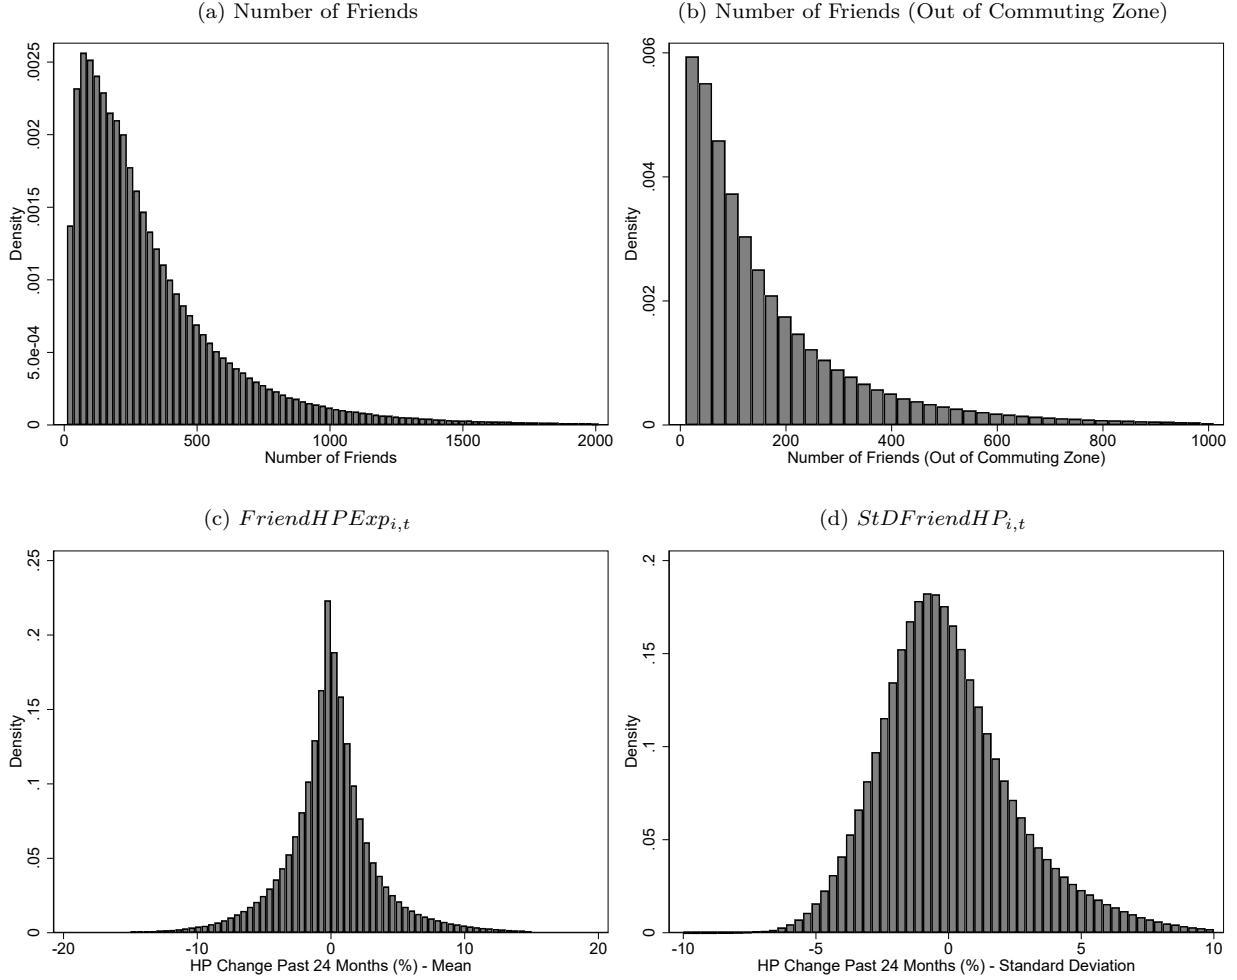 (a) Number of Friends
.0025
.002
.0015
.001
5.0e-04
0
Density
0 500 1000 1500 2000
Number of Friends
(b) Number of Friends (Out of Commuting Zone)
.006
.004
.002
0
Density
0 200 400 600 800 1000
Number of Friends (Out of Commuting Zone)
(c) FriendHPExp_{i,t}
.25
.2
.15
.1
.05
0
Density
-20 -10 0 10 20
HP Change Past 24 Months (%) - Mean
(d) StDFriendHP_{i,t}
.2
.15
.1
.05
0
Density
-10 -5 0 5 10
HP Change Past 24 Months (%) - Standard Deviation